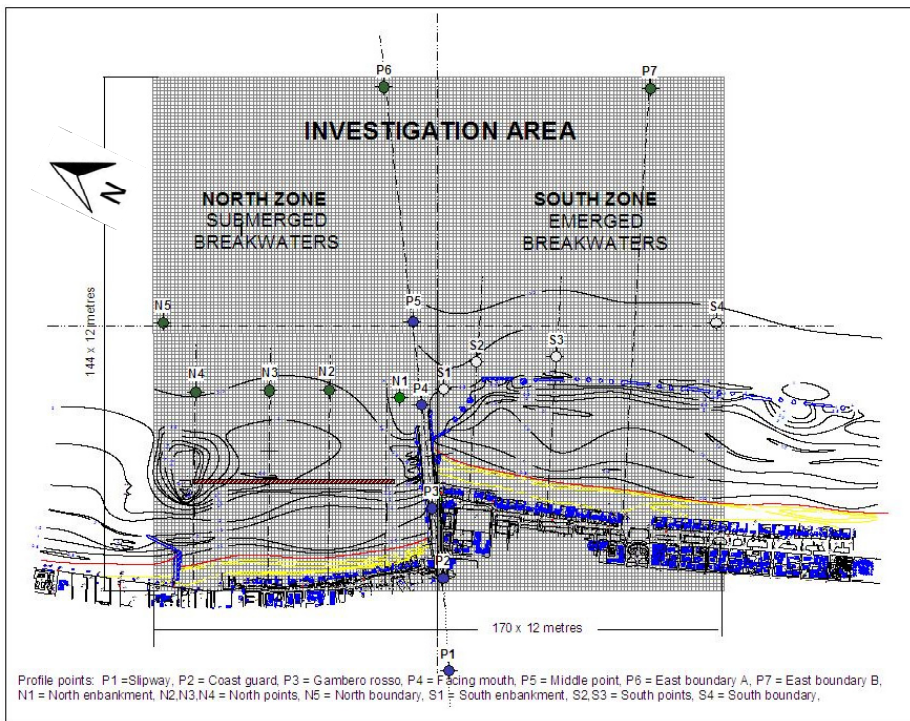 P6
P7
INVESTIGATION AREA
N
NORTH ZONE
SUBMERGED
BREAKWATERS
SOUTH ZONE
EMERGED
BREAKWATERS
144 x 12 metres
N5
P5
S4
S2
S3
N4
N3
N2
N1
P4
S1
P3
P2
170 x 12 metres
P1
Profile points: P1 =Slipway, P2 = Coast guard, P3 = Gambero rosso, P4 = Facing mouth, P5 = Middle point, P6 = East boundary A, P7 = East boundary B,
N1 = North enbankment, N2,N3,N4 = North points, N5 = North boundary, S1 = South enbankment, S2,S3 = South points, S4 = South boundary,